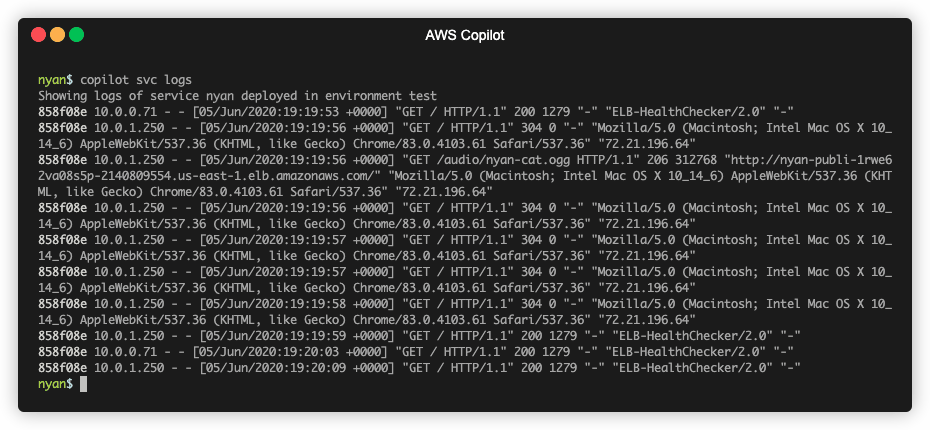 AWS Copilot
nyan$ copilot svc logs
Showing logs of service nyan deployed in environment test
858f08e 10.0.0.71 - - [05/Jun/2020:19:19:53 +0000] "GET / HTTP/1.1" 200 1279 "-" "ELB-HealthChecker/2.0" "-"
858f08e 10.0.1.250 - - [05/Jun/2020:19:19:56 +0000] "GET / HTTP/1.1" 304 0 "-" "Mozilla/5.0 (Macintosh; Intel Mac OS X 10_
14_6) AppleWebKit/537.36 (KHTML, like Gecko) Chrome/83.0.4103.61 Safari/537.36" "72.21.196.64"
858f08e 10.0.1.250 - - [05/Jun/2020:19:19:56 +0000] "GET /audio/nyan-cat.ogg HTTP/1.1" 206 312768 "http://nyan-publi-1rwe6
2va08s5p-2140809554.us-east-1.elb.amazonaws.com/" "Mozilla/5.0 (Macintosh; Intel Mac OS X 10_14_6) AppleWebKit/537.36 (KHT
ML, like Gecko) Chrome/83.0.4103.61 Safari/537.36" "72.21.196.64"
858f08e 10.0.1.250 - - [05/Jun/2020:19:19:56 +0000] "GET / HTTP/1.1" 304 0 "-" "Mozilla/5.0 (Macintosh; Intel Mac OS X 10_
14_6) AppleWebKit/537.36 (KHTML, like Gecko) Chrome/83.0.4103.61 Safari/537.36" "72.21.196.64"
858f08e 10.0.1.250 - - [05/Jun/2020:19:19:57 +0000] "GET / HTTP/1.1" 304 0 "-" "Mozilla/5.0 (Macintosh; Intel Mac OS X 10_
14_6) AppleWebKit/537.36 (KHTML, like Gecko) Chrome/83.0.4103.61 Safari/537.36" "72.21.196.64"
858f08e 10.0.1.250 - - [05/Jun/2020:19:19:57 +0000] "GET / HTTP/1.1" 304 0 "-" "Mozilla/5.0 (Macintosh; Intel Mac OS X 10_
14_6) AppleWebKit/537.36 (KHTML, like Gecko) Chrome/83.0.4103.61 Safari/537.36" "72.21.196.64"
858f08e 10.0.1.250 - - [05/Jun/2020:19:19:58 +0000] "GET / HTTP/1.1" 304 0 "-" "Mozilla/5.0 (Macintosh; Intel Mac OS X 10_
14_6) AppleWebKit/537.36 (KHTML, like Gecko) Chrome/83.0.4103.61 Safari/537.36" "72.21.196.64"
858f08e 10.0.1.250 - - [05/Jun/2020:19:19:59 +0000] "GET / HTTP/1.1" 200 1279 "-" "ELB-HealthChecker/2.0" "-"
858f08e 10.0.0.71 - - [05/Jun/2020:19:20:03 +0000] "GET / HTTP/1.1" 200 1279 "-" "ELB-HealthChecker/2.0" "-"
858f08e 10.0.1.250 - - [05/Jun/2020:19:20:09 +0000] "GET / HTTP/1.1" 200 1279 "-" "ELB-HealthChecker/2.0" "-"
nyan$